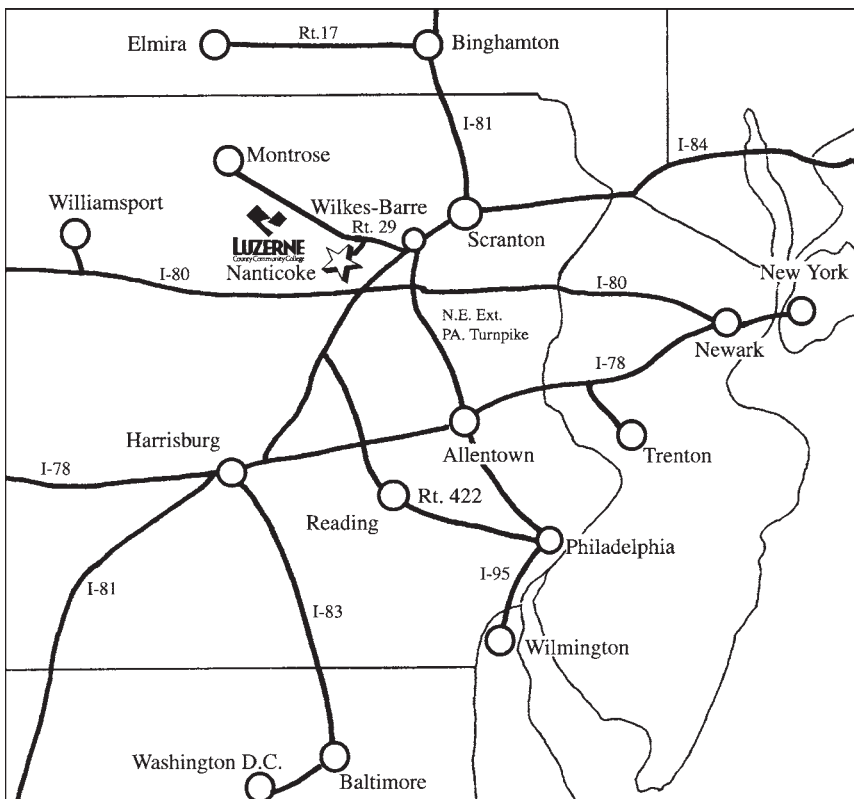 Elmira
Rt.17
Binghamton
I-81
I-84
Montrose
Williamsport
Wilkes-Barre
Rt. 29
LUZERNE
County Community College
Nanticoke
Scranton
I-80
New York
I-80
N.E. Ext.
PA. Turnpike
Newark
I-78
Harrisburg
Allentown
Trenton
I-78
Rt. 422
Reading
Philadelphia
I-95
I-81
I-83
Wilmington
Washington D.C.
Baltimore